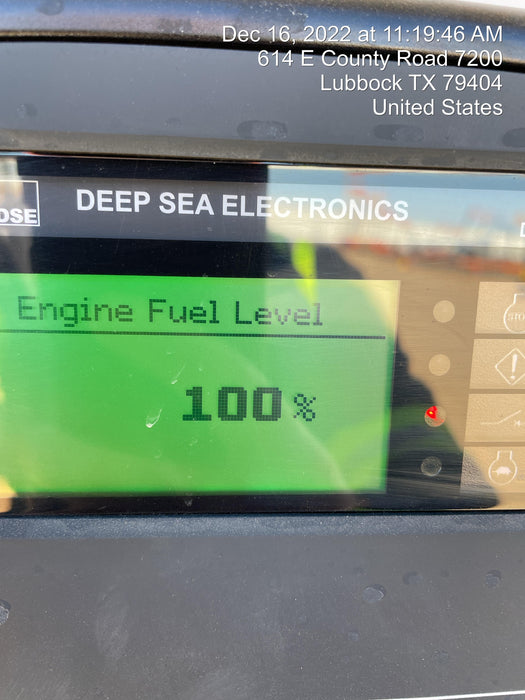 Dec 16, 2022 at 11:19:46 AM
614 E County Road 7200
Lubbock TX 79404
United States
DSE
DEEP SEA ELECTRONICS
Engine Fuel Level
100%